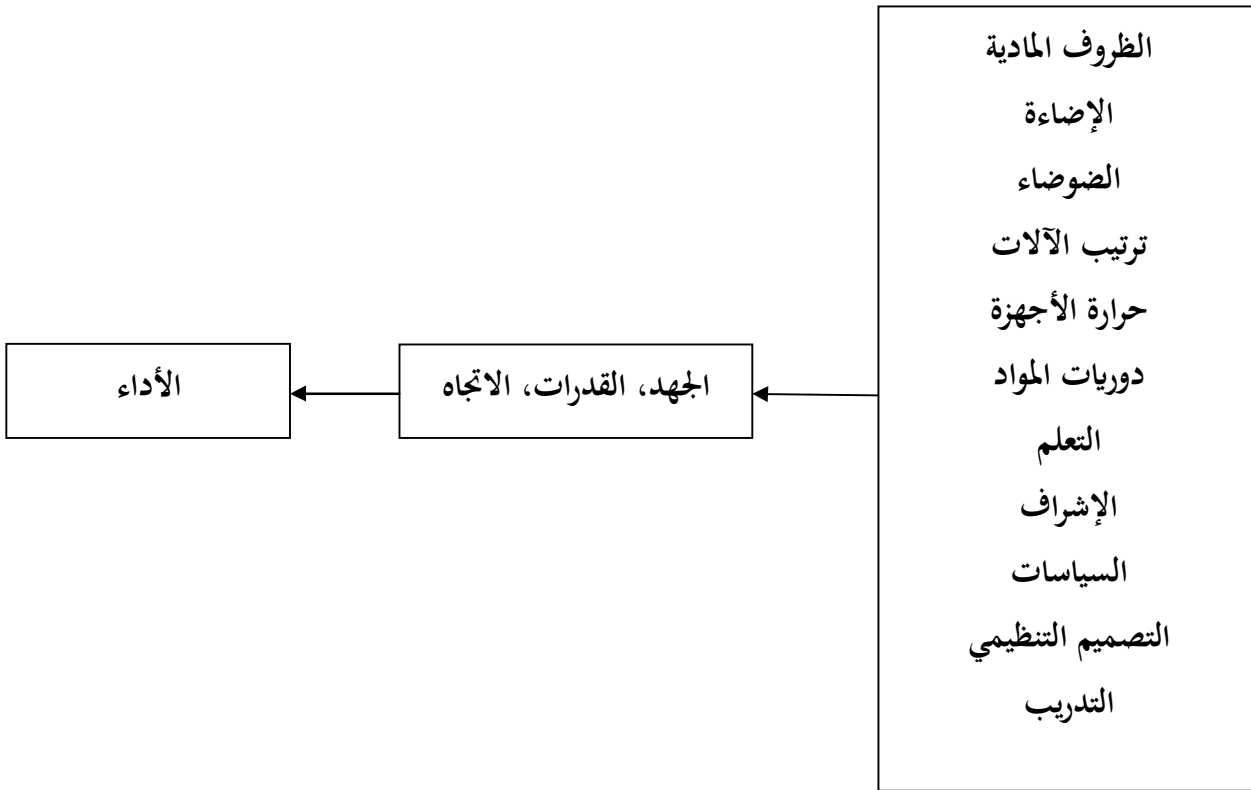 الظروف المادية
الإضاءة
الضوضاء
ترتيب الآلات
حرارة الأجهزة
دوريات المواد
التعلم
الإشراف
السياسات
التصميم التنظيمي
التدريب
الجهد، القدرات، الاتجاه
الأداء